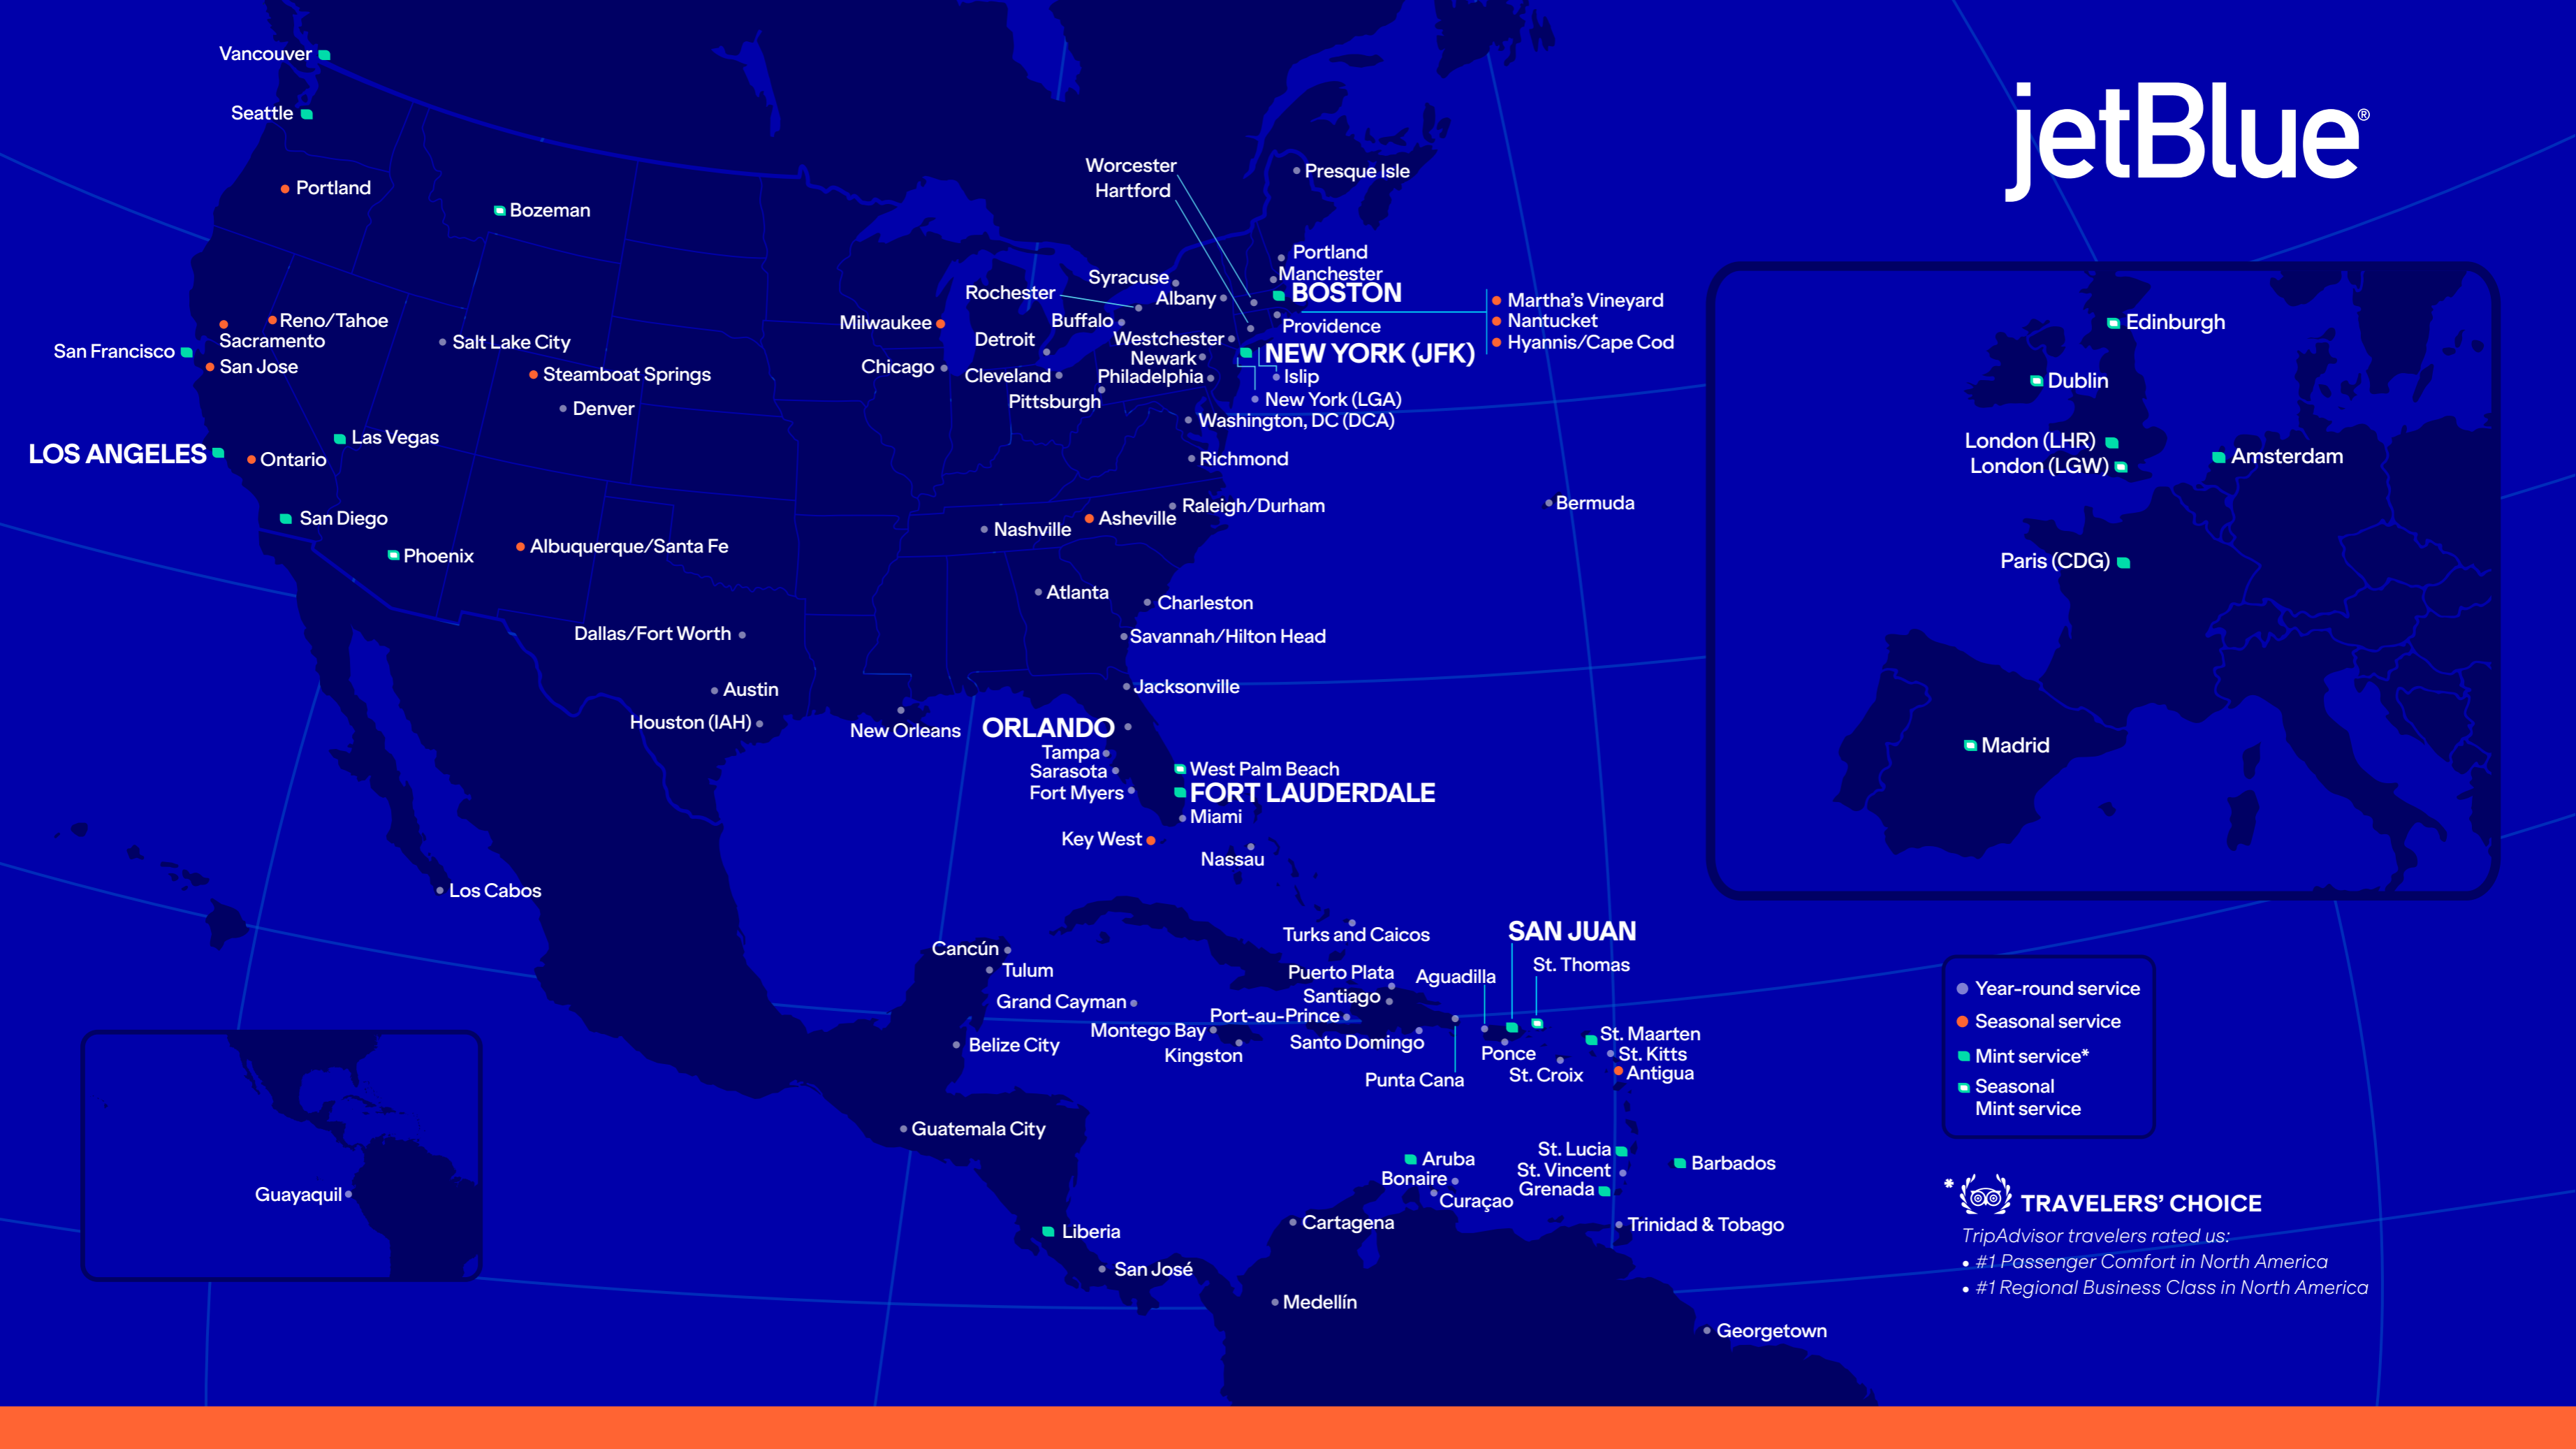 jetBlue®
Vancouver
Seattle
Portland
Bozeman
Reno/Tahoe
Sacramento
San Francisco
San Jose
Salt Lake City
Steamboat Springs
Denver
LOS ANGELES
Las Vegas
Ontario
San Diego
Phoenix
Albuquerque/Santa Fe
Dallas/Fort Worth
Austin
Houston (IAH)
New Orleans
Los Cabos
Worcester
Hartford
Presque Isle
Portland
Manchester
BOSTON
Syracuse
Rochester
Albany
Milwaukee
Buffalo
Detroit
Westchester
Providence
Martha's Vineyard
Nantucket
Hyannis/Cape Cod
Newark
NEW YORK (JFK)
Chicago
Cleveland
Philadelphia
Islip
Pittsburgh
New York (LGA)
Washington, DC (DCA)
Richmond
Raleigh/Durham
Bermuda
Asheville
Nashville
Atlanta
Charleston
Savannah/Hilton Head
Jacksonville
ORLANDO
Tampa
Sarasota
West Palm Beach
Fort Myers
FORT LAUDERDALE
Miami
Key West
Nassau
Edinburgh
Dublin
London (LHR)
London (LGW)
Amsterdam
Paris (CDG)
Madrid
Cancún
Tulum
Grand Cayman
Turks and Caicos
SAN JUAN
St. Thomas
Puerto Plata
Aguadilla
Santiago
Port-au-Prince
Montego Bay
Kingston
Santo Domingo
Punta Cana
Ponce
St. Croix
St. Maarten
St. Kitts
Antigua
Belize City
Guatemala City
Liberia
San José
Aruba
Bonaire
Curaçao
St. Lucia
St. Vincent
Grenada
Barbados
Cartagena
Trinidad & Tobago
Medellín
Georgetown
Guayaquil
Year-round service
Seasonal service
Mint service*
Seasonal
Mint service
* TRAVELERS' CHOICE
TripAdvisor travelers rated us:
• #1 Passenger Comfort in North America
• #1 Regional Business Class in North America